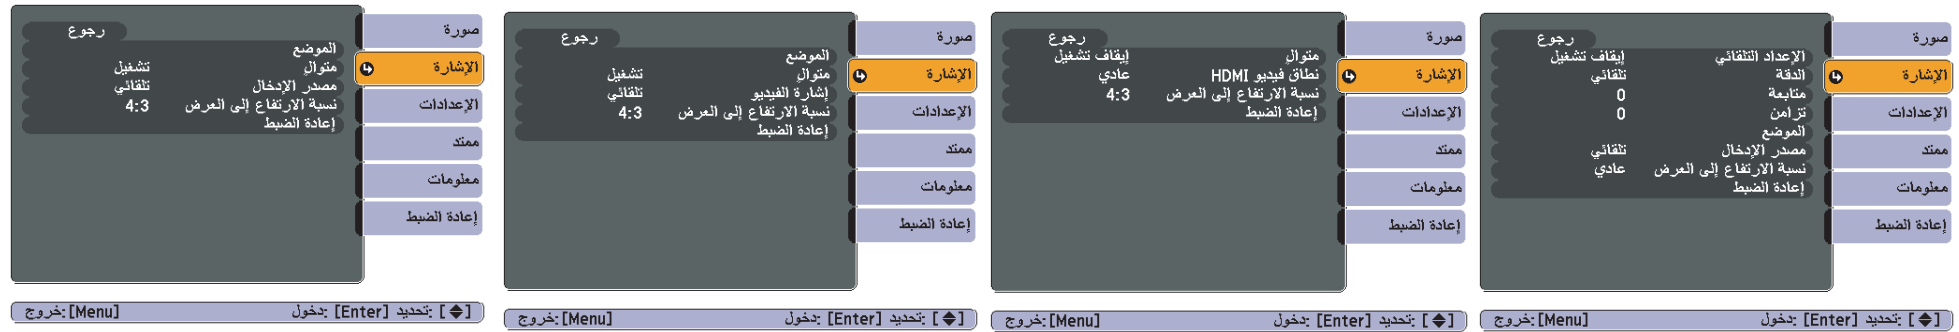 صورة
الإشارة
الإعدادات
ممتد
معلومات
إعادة الضبط
رجوع
الإعداد التلقائي إيقاف تشغيل
الدقة تلقائي
متابعة 0
تزامن 0
الموضع
مصدر الإدخال تلقائي
نسبة الارتفاع إلى العرض عادي
إعادة الضبط
[ ] :تحديد [Enter] :دخول [Menu] :خروج
صورة
الإشارة
الإعدادات
ممتد
معلومات
إعادة الضبط
رجوع
متوالٍ إيقاف تشغيل
نطاق فيديو HDMI عادي
نسبة الارتفاع إلى العرض 4:3
إعادة الضبط
[ ] :تحديد [Enter] :دخول [Menu] :خروج
صورة
الإشارة
الإعدادات
ممتد
معلومات
إعادة الضبط
رجوع
الموضع
متوالٍ تشغيل
إشارة الفيديو تلقائي
نسبة الارتفاع إلى العرض 4:3
إعادة الضبط
[ ] :تحديد [Enter] :دخول [Menu] :خروج
صورة
الإشارة
الإعدادات
ممتد
معلومات
إعادة الضبط
رجوع
الموضع
متوالٍ تشغيل
مصدر الإدخال تلقائي
نسبة الارتفاع إلى العرض 4:3
إعادة الضبط
[ ] :تحديد [Enter] :دخول [Menu] :خروج